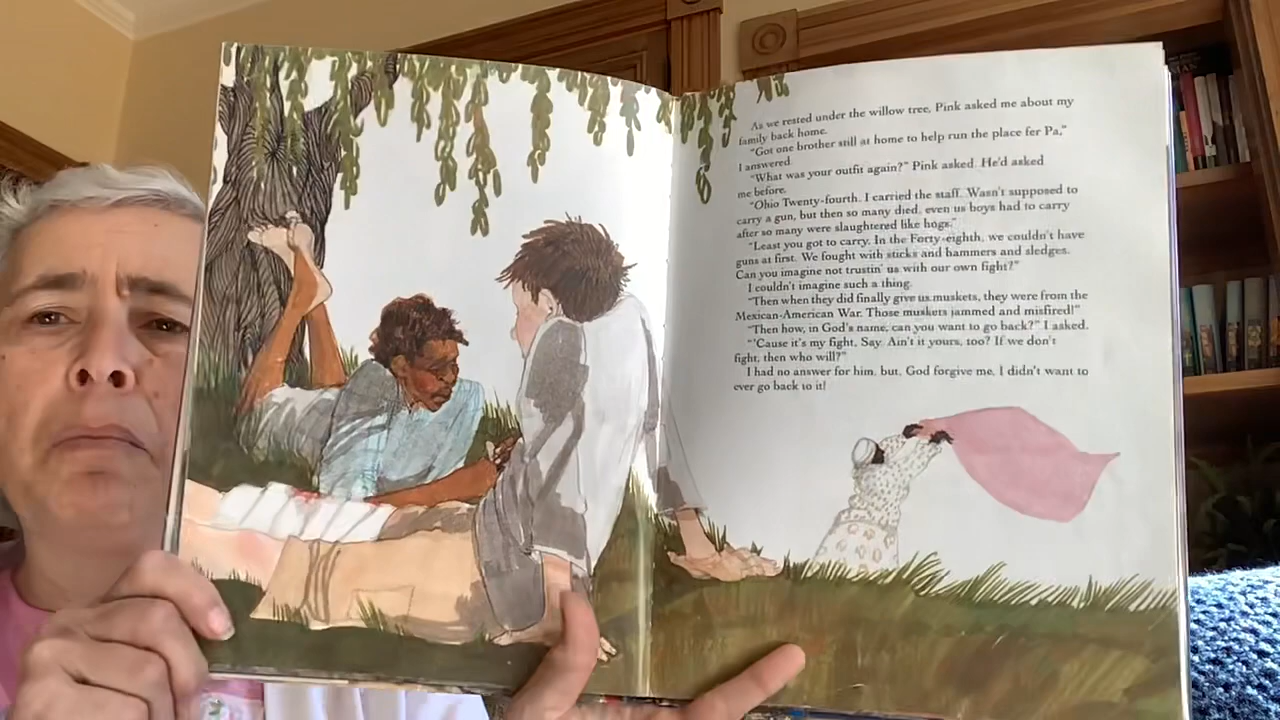 As we rested under the willow tree, Pink asked me about my
family back home.
"Got one brother still at home to help run the place fer Pa,"
I answered.
"What was your outfit again?" Pink asked. He'd asked
me before.
"Ohio Twenty-fourth. I carried the staff. Wasn't supposed to
carry a gun, but then so many died, even us boys had to carry
after so many were slaughtered like hogs."
"Least you got to carry. In the Forty-eighth, we couldn't have
guns at first. We fought with sticks and hammers and sledges.
Can you imagine not trustin' us with our own fight?"
I couldn't imagine such a thing.
"Then when they did finally give us muskets, they were from the
Mexican-American War. Those muskets jammed and misfired!"
"Then how, in God's name, can you want to go back?" I asked.
"'Cause it's my fight, Say. Ain't it yours, too? If we don't
fight, then who will?"
I had no answer for him, but, God forgive me, I didn't want to
ever go back to it!